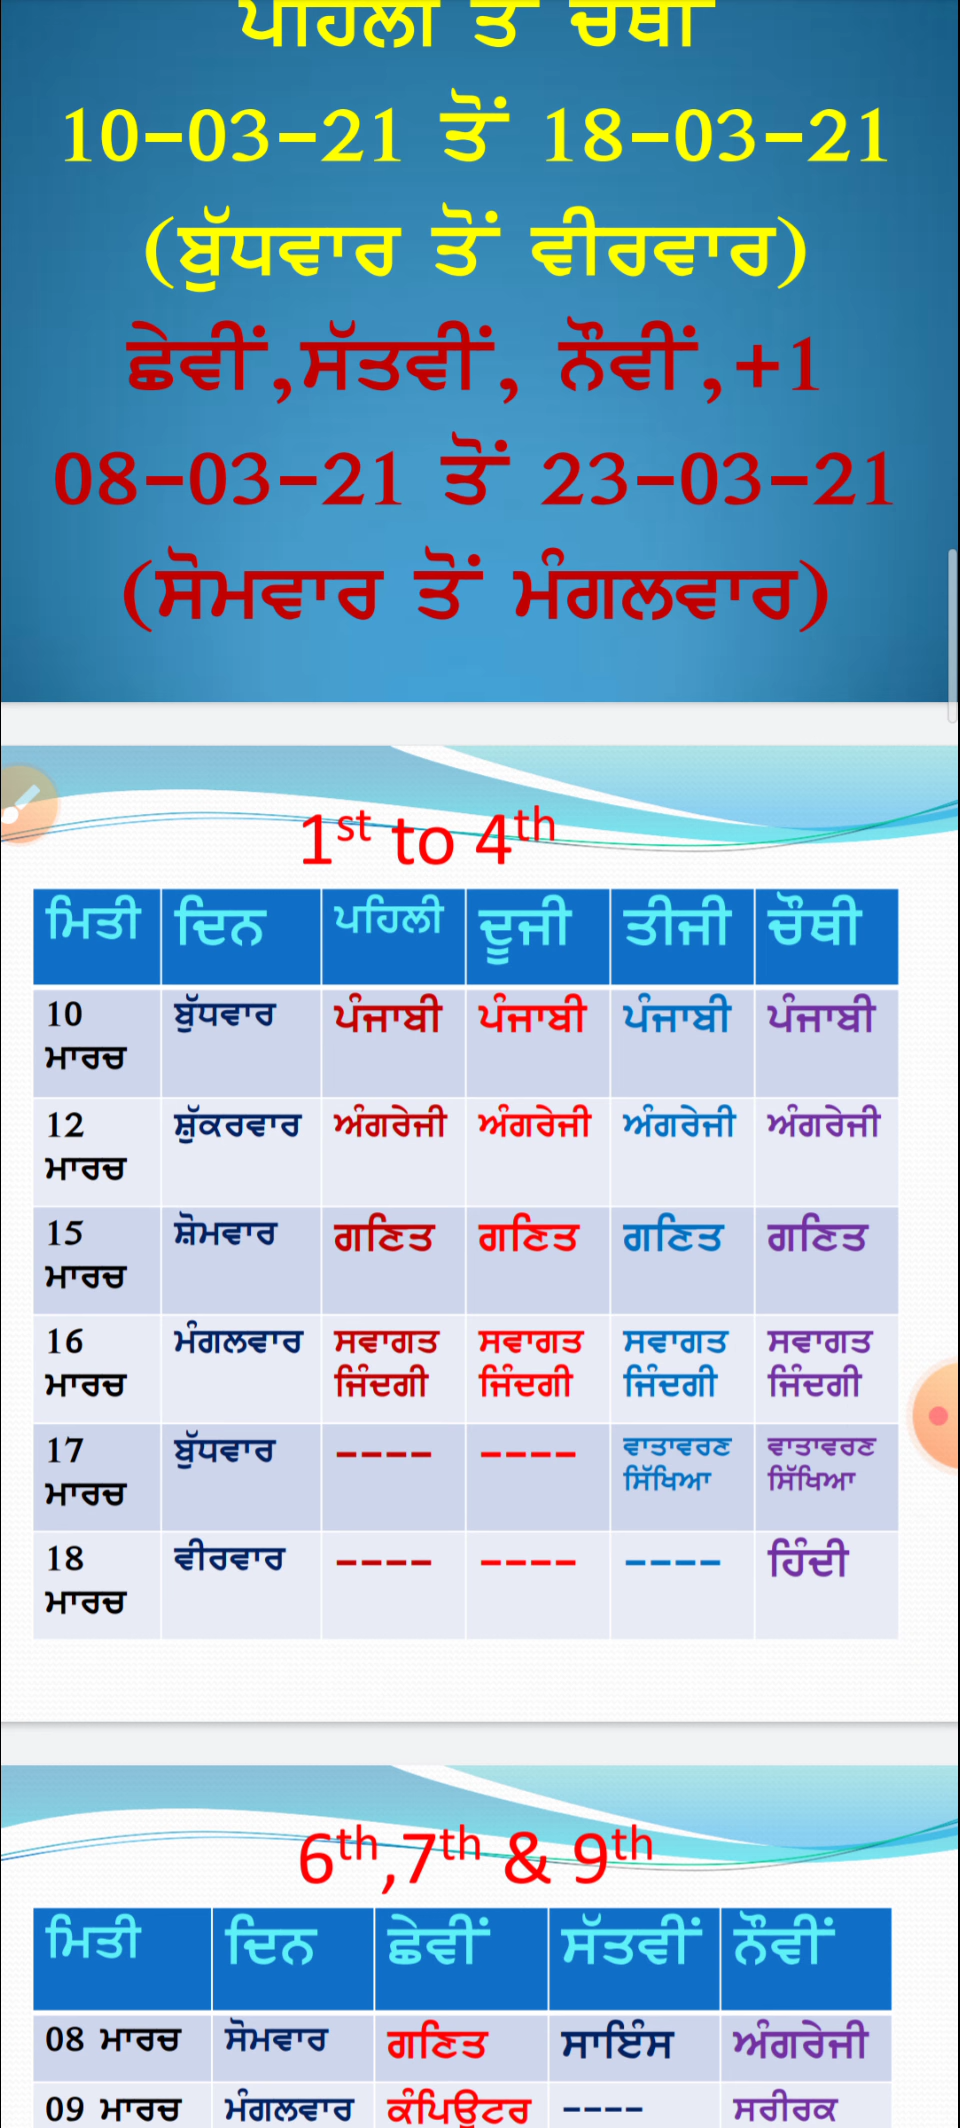 ਪਹਿਲੀ ਤੋਂ ਚੌਥੀ
10-03-21 ਤੋਂ 18-03-21
(ਬੁੱਧਵਾਰ ਤੋਂ ਵੀਰਵਾਰ)
ਛੇਵੀਂ,ਸੱਤਵੀਂ, ਨੌਵੀਂ,+1
08-03-21 ਤੋਂ 23-03-21
(ਸੋਮਵਾਰ ਤੋਂ ਮੰਗਲਵਾਰ)
1st to 4th
ਮਿਤੀ ਦਿਨ ਪਹਿਲੀ ਦੂਜੀ ਤੀਜੀ ਚੌਥੀ
10 ਬੁੱਧਵਾਰ ਪੰਜਾਬੀ ਪੰਜਾਬੀ ਪੰਜਾਬੀ ਪੰਜਾਬੀ
ਮਾਰਚ
12 ਸ਼ੁੱਕਰਵਾਰ ਅੰਗਰੇਜੀ ਅੰਗਰੇਜੀ ਅੰਗਰੇਜੀ ਅੰਗਰੇਜੀ
ਮਾਰਚ
15 ਸ਼ੋਮਵਾਰ ਗਣਿਤ ਗਣਿਤ ਗਣਿਤ ਗਣਿਤ
ਮਾਰਚ
16 ਮੰਗਲਵਾਰ ਸਵਾਗਤ ਸਵਾਗਤ ਸਵਾਗਤ ਸਵਾਗਤ
ਮਾਰਚ ਜਿੰਦਗੀ ਜਿੰਦਗੀ ਜਿੰਦਗੀ ਜਿੰਦਗੀ
17 ਬੁੱਧਵਾਰ ---- ---- ਵਾਤਾਵਰਣ ਵਾਤਾਵਰਣ
ਮਾਰਚ ਸਿੱਖਿਆ ਸਿੱਖਿਆ
18 ਵੀਰਵਾਰ ---- ---- ---- ਹਿੰਦੀ
ਮਾਰਚ
6th,7th & 9th
ਮਿਤੀ ਦਿਨ ਛੇਵੀਂ ਸੱਤਵੀਂ ਨੌਵੀਂ
08 ਮਾਰਚ ਸੋਮਵਾਰ ਗਣਿਤ ਸਾਇੰਸ ਅੰਗਰੇਜੀ
09 ਮਾਰਚ ਮੰਗਲਵਾਰ ਕੰਪਿਊਟਰ ---- ਸਰੀਰਕ